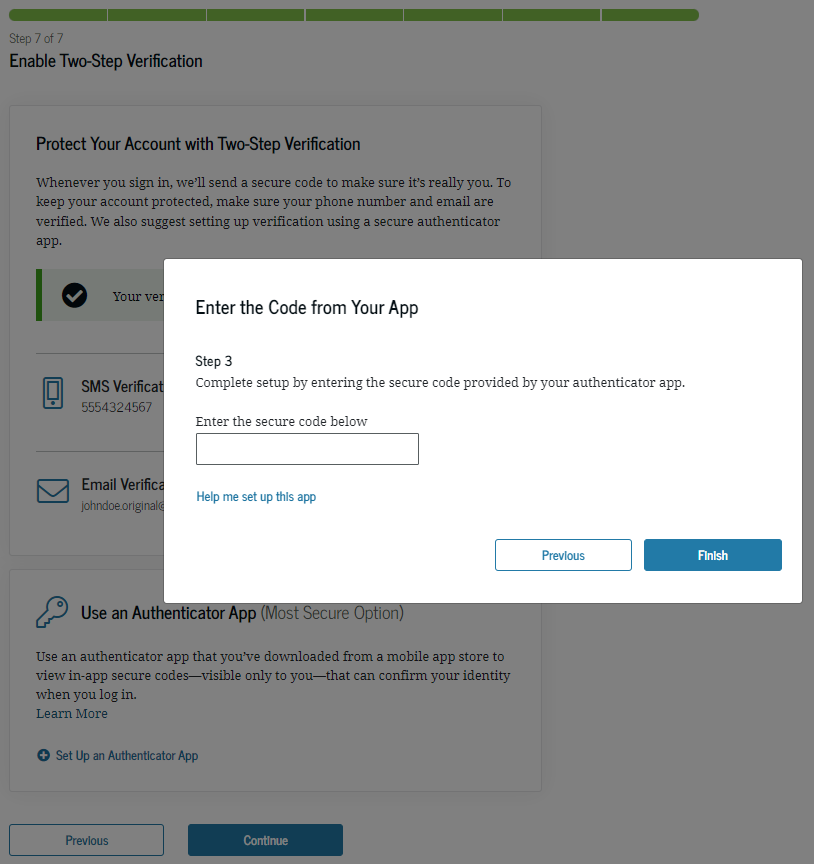 Step 7 of 7
Enable Two-Step Verification
Protect Your Account with Two-Step Verification
Whenever you sign in, we'll send a secure code to make sure it's really you. To
keep your account protected, make sure your phone number and email are
verified. We also suggest setting up verification using a secure authenticator
app.
Your
SMS
5554324567
Email
Enter the Code from Your App
Step 3
Complete setup by entering the secure code provided by your authenticator app.
Enter the secure code below
Help me set up this app
Previous
Finish
Use an Authenticator App (Most Secure Option)
Use an authenticator app that you've downloaded from a mobile app store to
view in-app secure codes—visible only to you—that can confirm your identity
when you log in.
Learn More
Set Up an Authenticator App
Previous
Continue